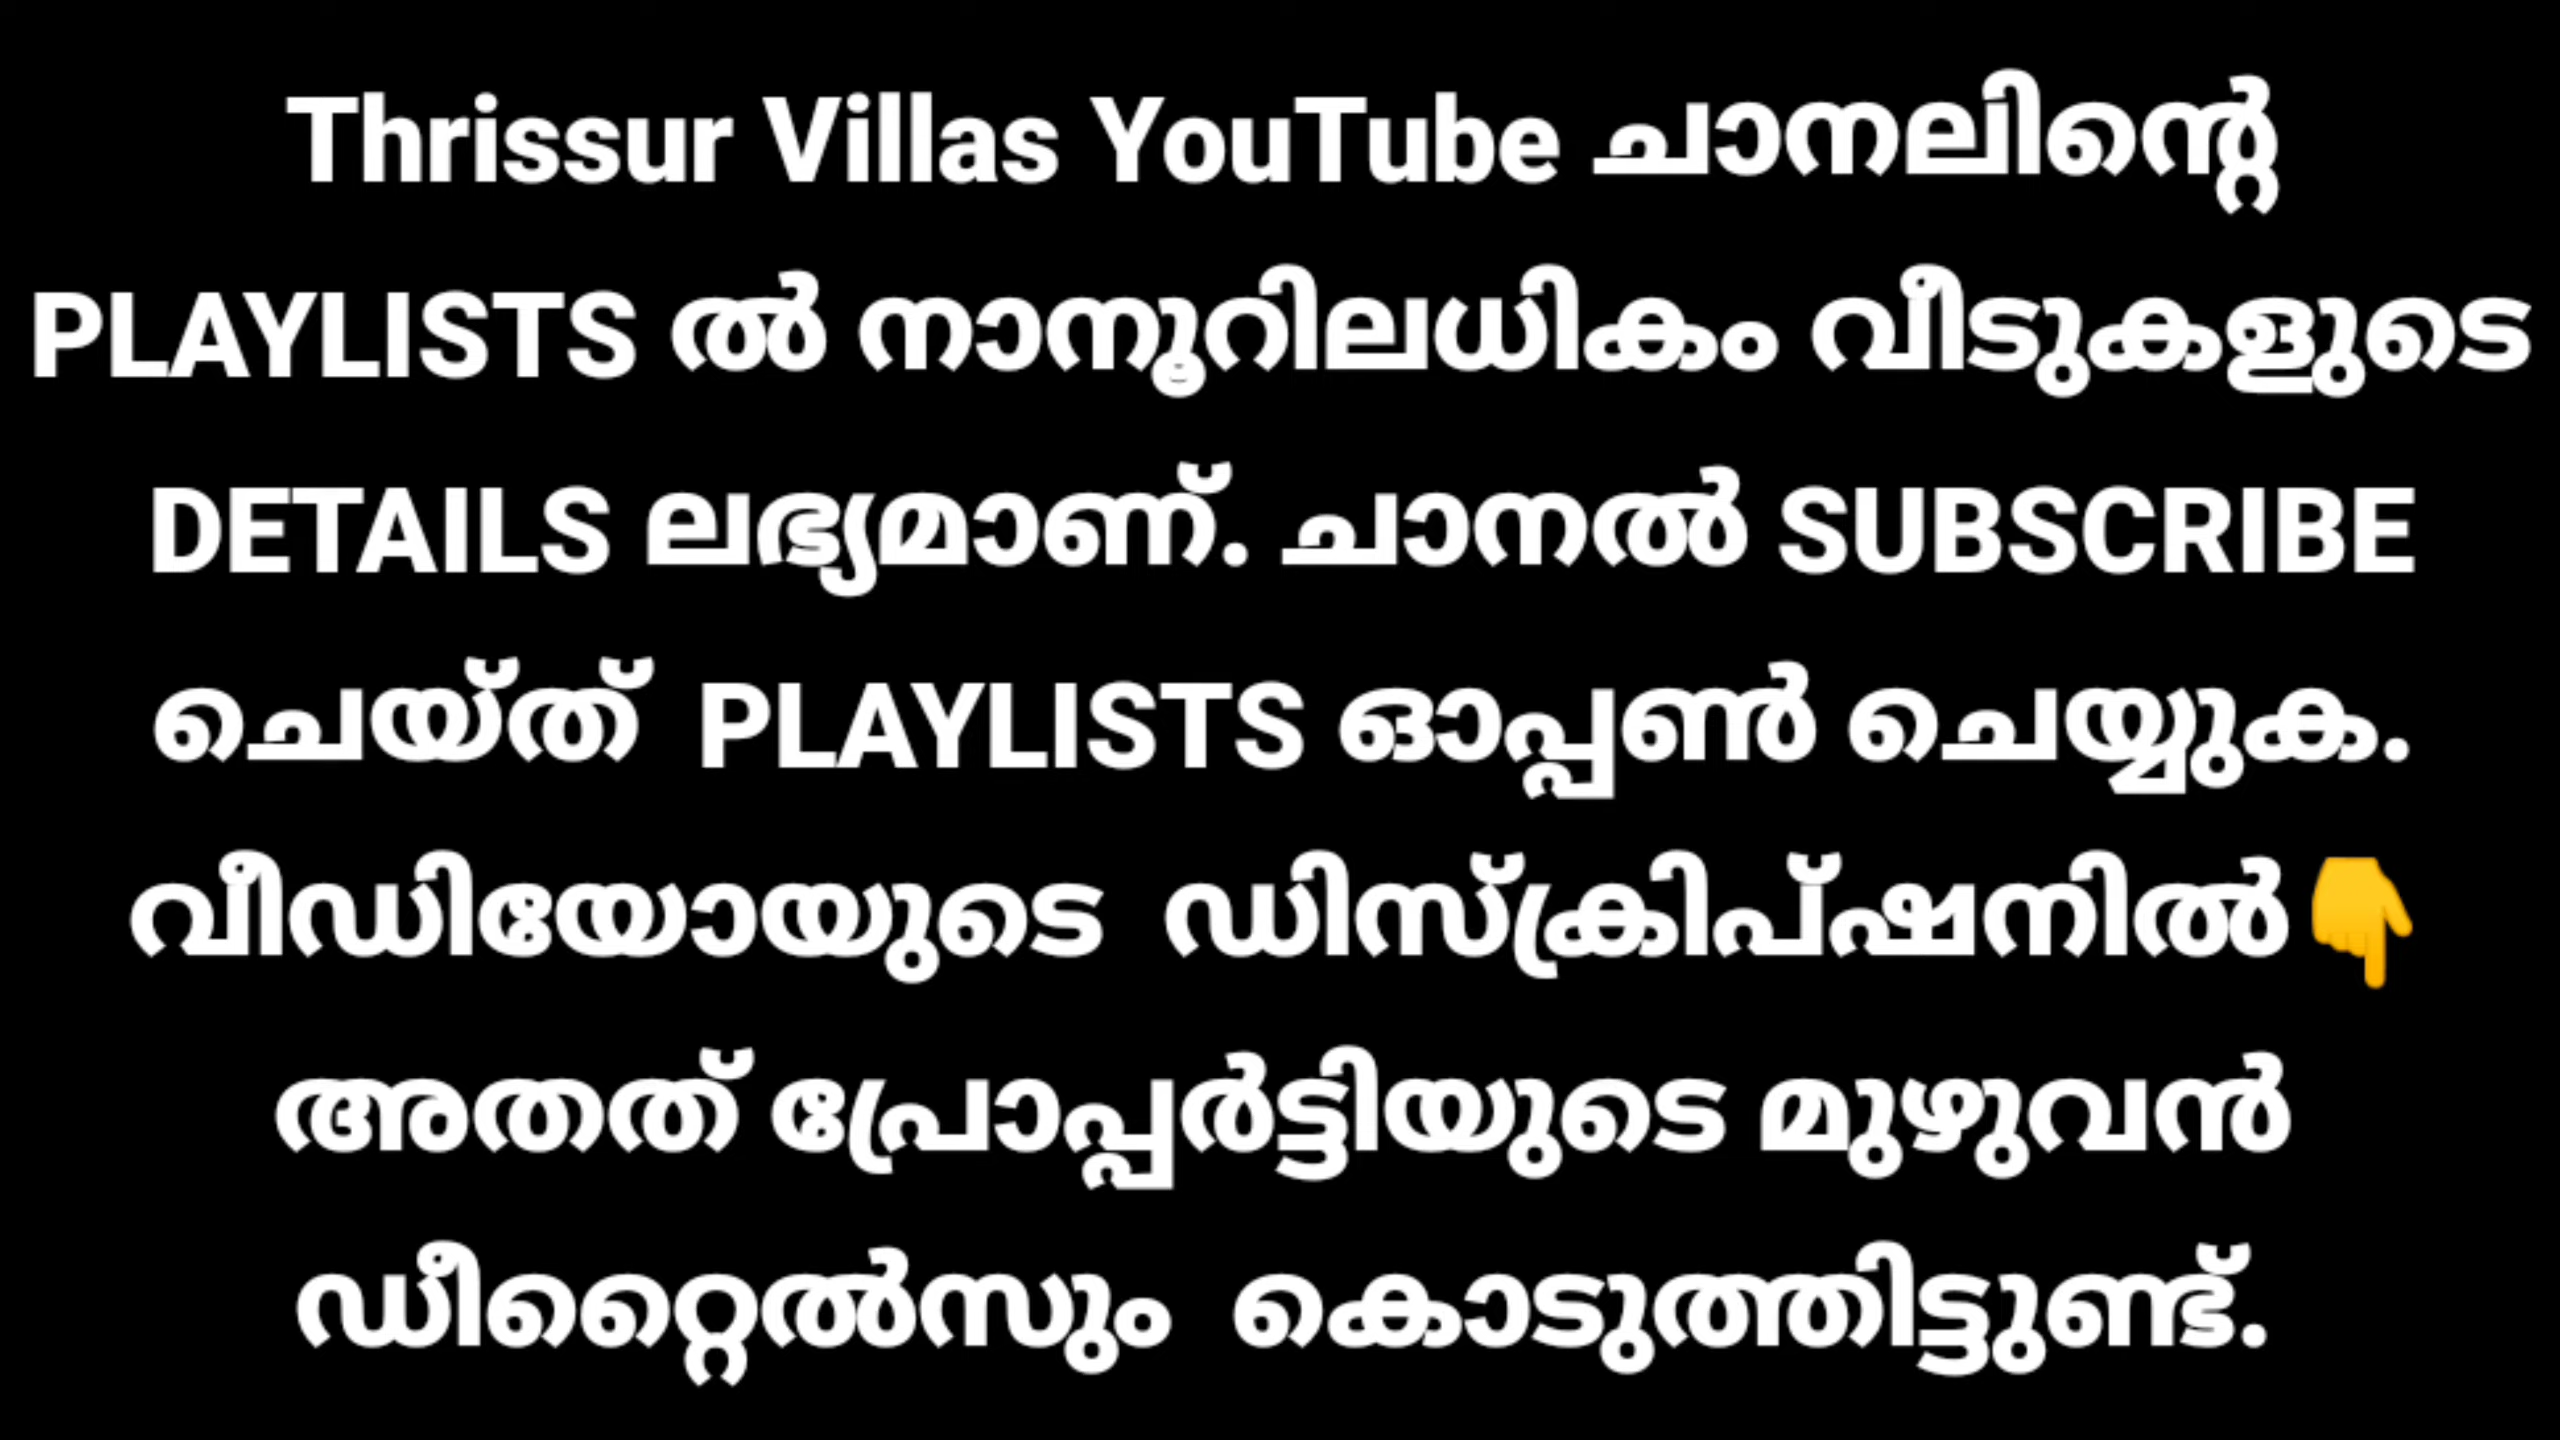 Thrissur Villas YouTube ചാനലിന്റെ
PLAYLISTS ൽ നാനൂറിലധികം വീടുകളുടെ
DETAILS ലഭ്യമാണ്. ചാനൽ SUBSCRIBE
ചെയ്ത് PLAYLISTS ഓപ്പൺ ചെയ്യുക.
വീഡിയോയുടെ ഡിസ്ക്രിപ്ഷനിൽ👇
അതത് പ്രോപ്പർട്ടിയുടെ മുഴുവൻ
ഡീറ്റൈൽസും കൊടുത്തിട്ടുണ്ട്.